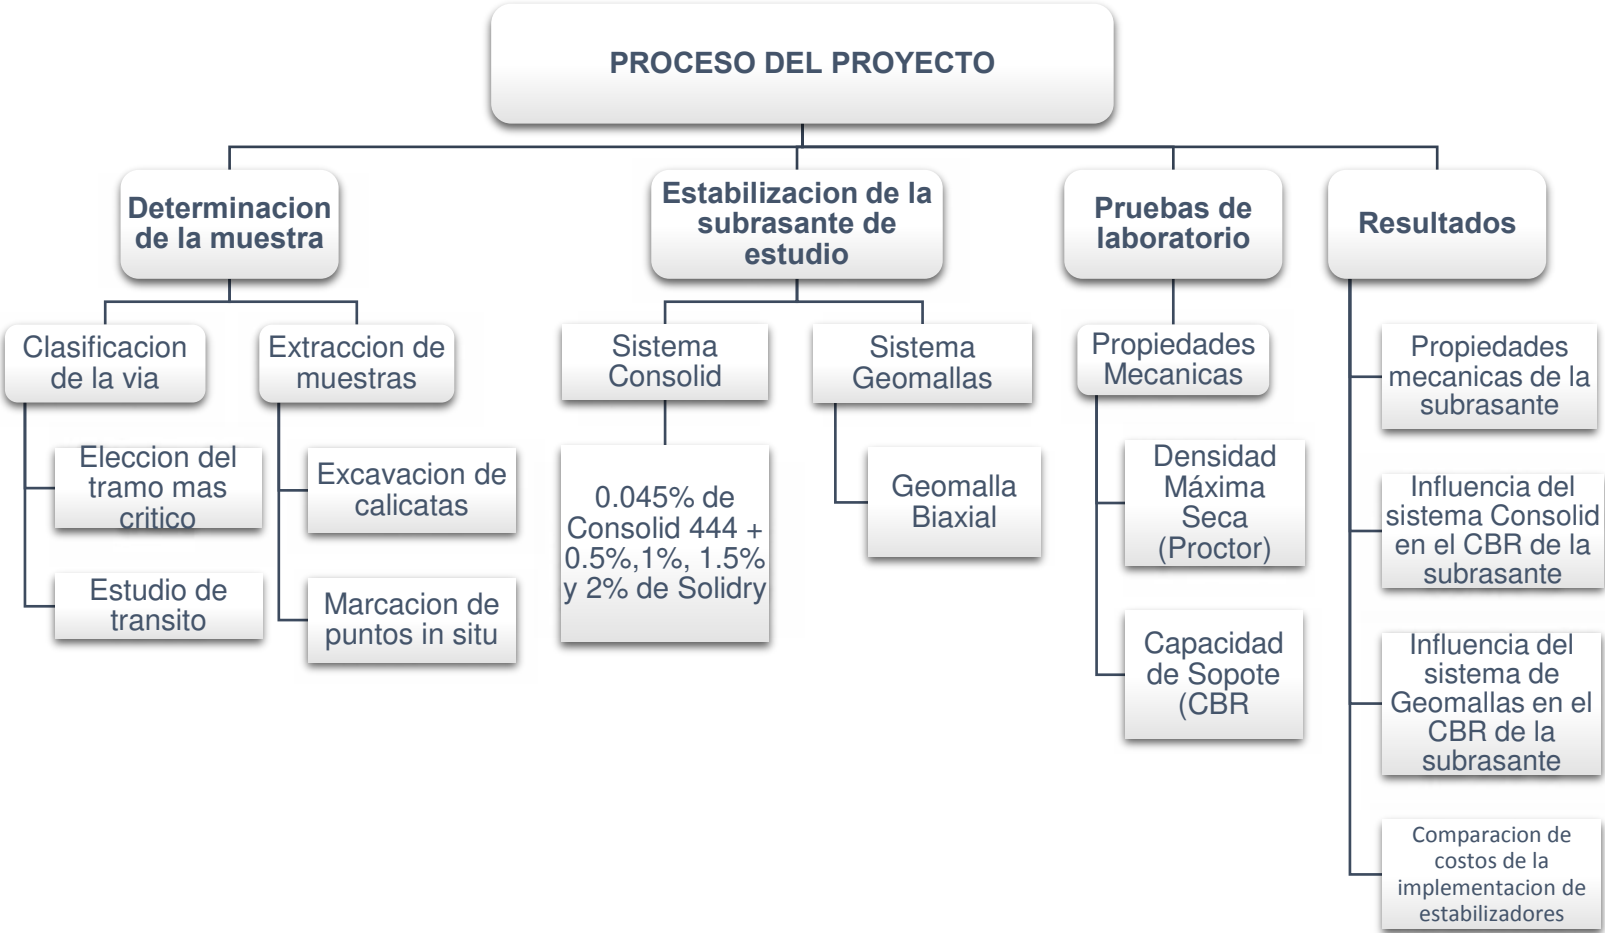 PROCESO DEL PROYECTO
Determinacion
de la muestra
Clasificacion
de la via
Eleccion del
tramo mas
critico
Estudio de
transito
Extraccion de
muestras
Excavacion de
calicatas
Marcacion de
puntos in situ
Estabilizacion de la
subrasante de
estudio
Sistema
Consolid
0.045% de
Consolid 444 +
0.5%,1%, 1.5%
y 2% de Solidry
Sistema
Geomallas
Geomalla
Biaxial
Pruebas de
laboratorio
Propiedades
Mecanicas
Densidad
Máxima
Seca
(Proctor)
Capacidad
de Sopote
(CBR
Resultados
Propiedades
mecanicas de la
subrasante
Influencia del
sistema Consolid
en el CBR de la
subrasante
Influencia del
sistema de
Geomallas en el
CBR de la
subrasante
Comparacion de
costos de la
implementacion de
estabilizadores